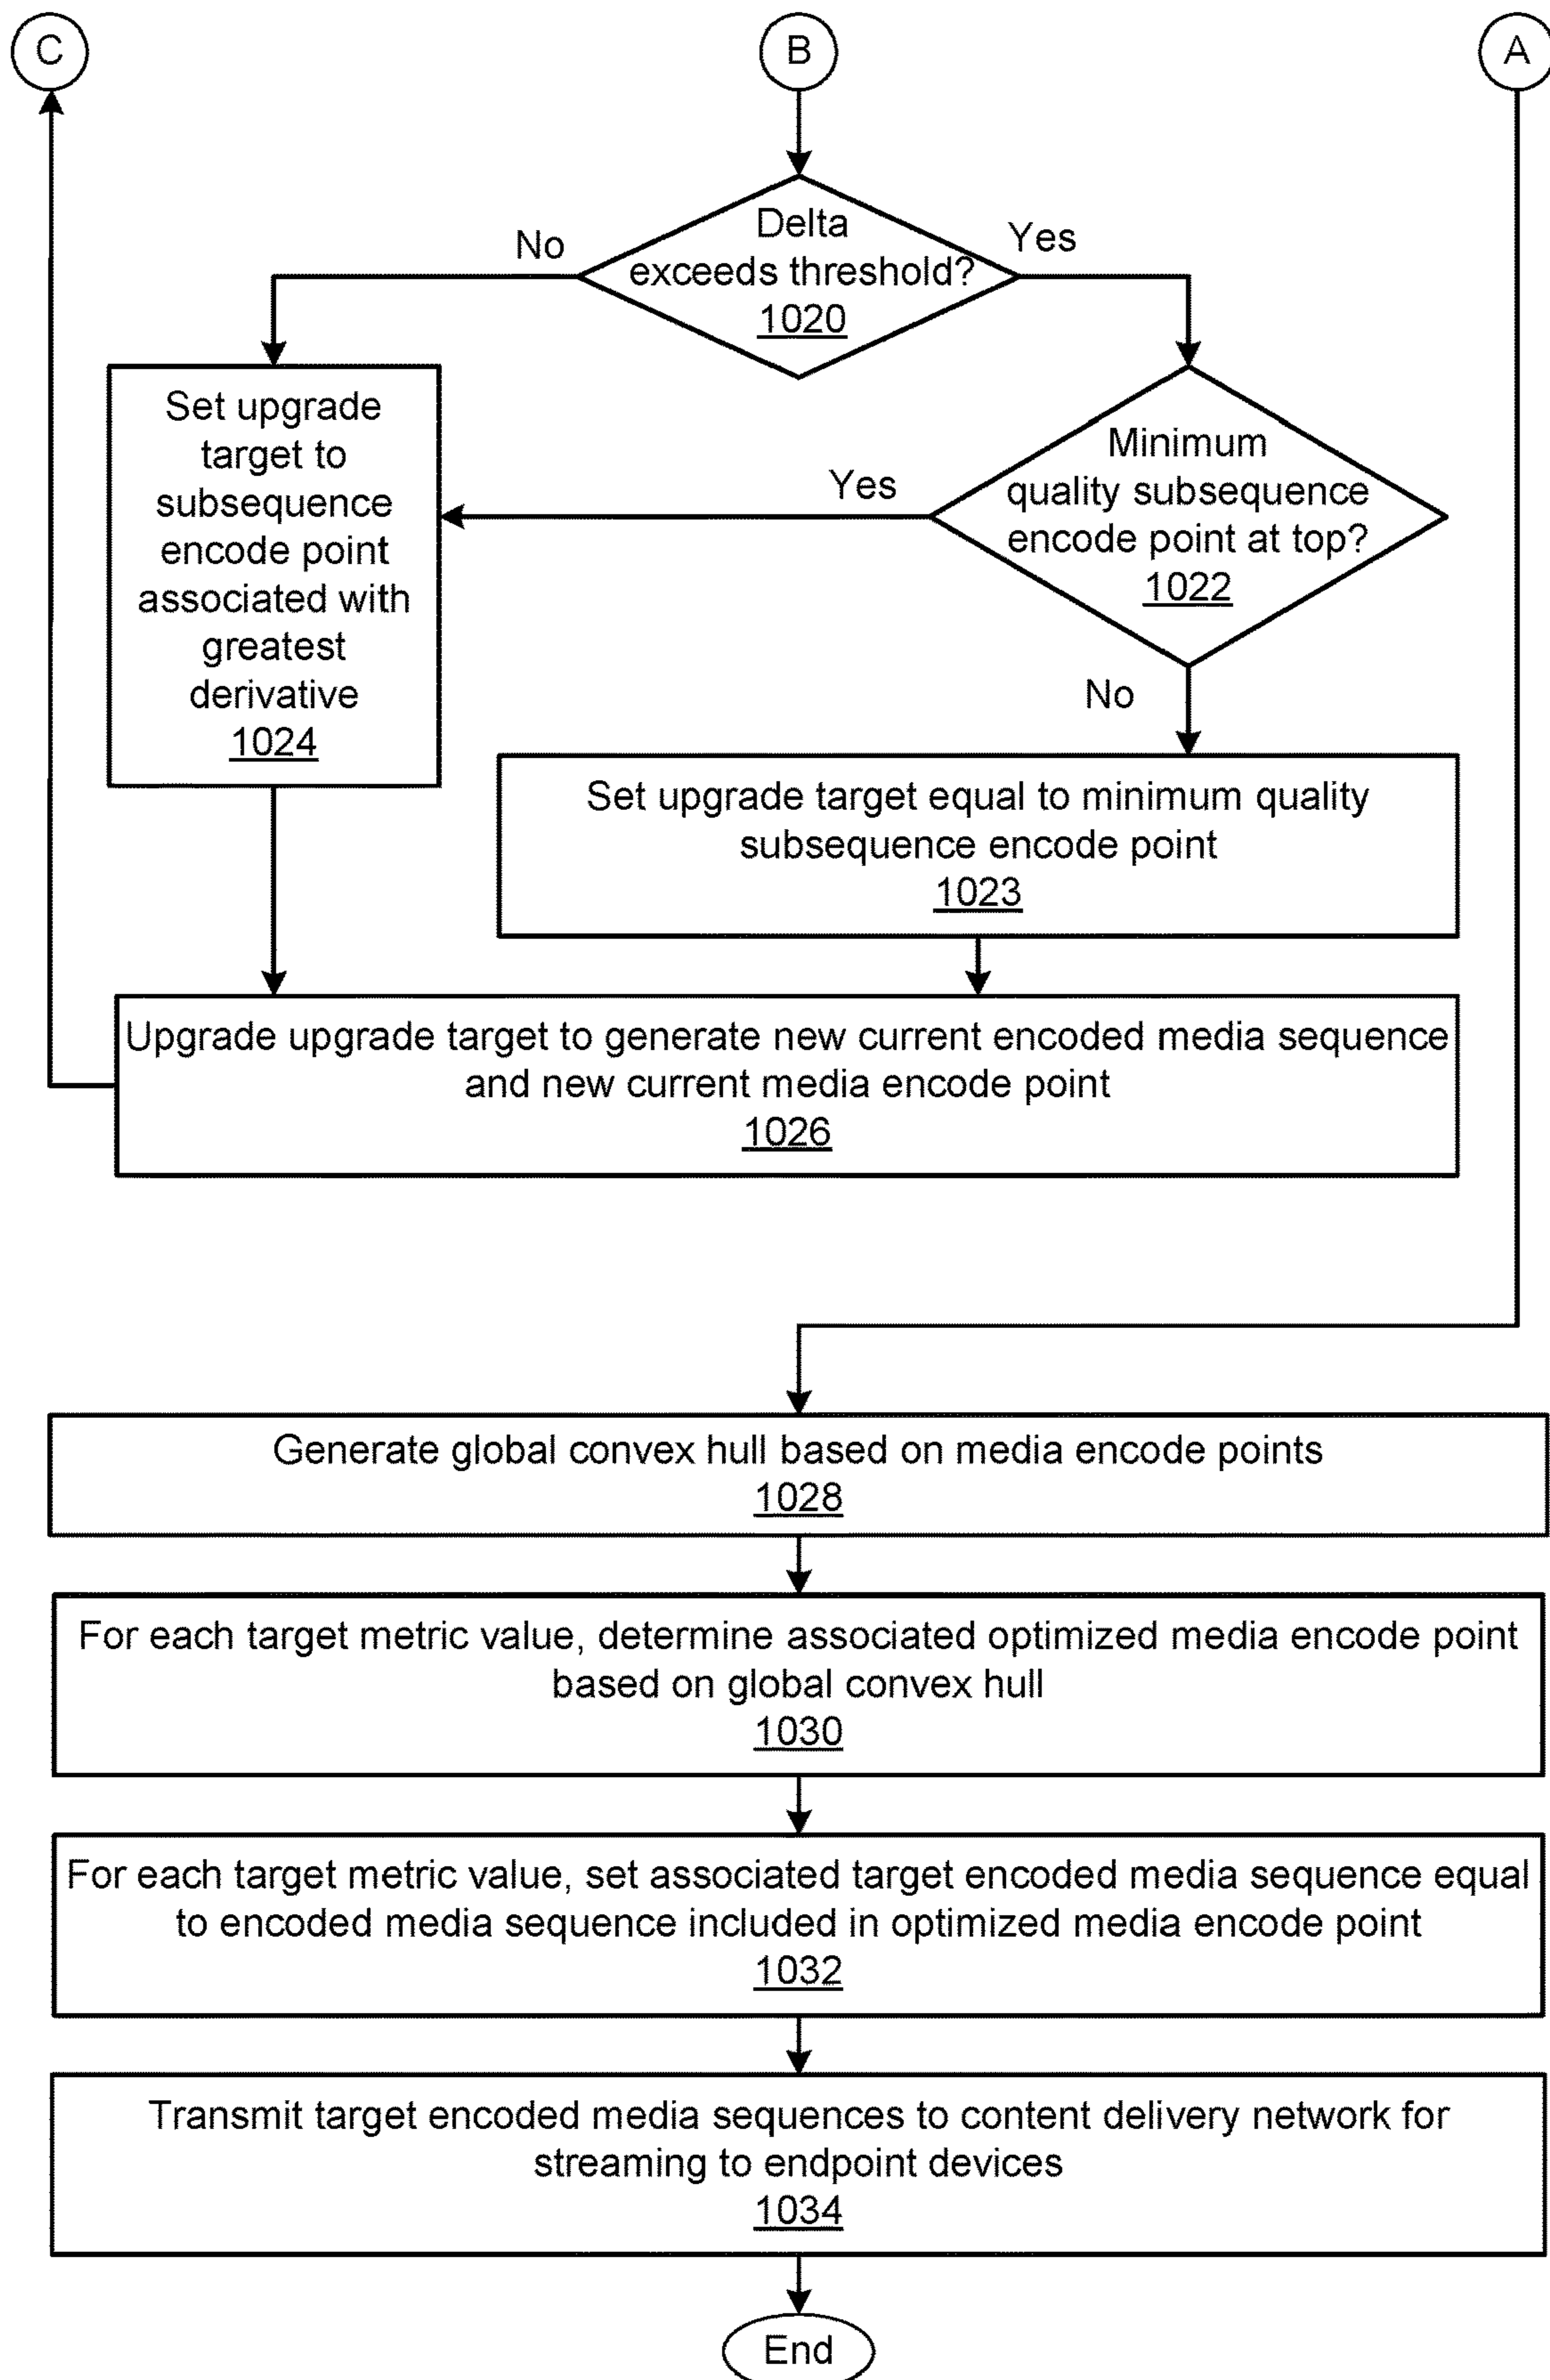 C
B
A
No
Delta
exceeds threshold?
1020
Yes
Set upgrade
target to
subsequence
encode point
associated with
greatest
derivative
1024
Yes
Minimum
quality subsequence
encode point at top?
1022
No
Set upgrade target equal to minimum quality
subsequence encode point
1023
Upgrade upgrade target to generate new current encoded media sequence
and new current media encode point
1026
Generate global convex hull based on media encode points
1028
For each target metric value, determine associated optimized media encode point
based on global convex hull
1030
For each target metric value, set associated target encoded media sequence equal
to encoded media sequence included in optimized media encode point
1032
Transmit target encoded media sequences to content delivery network for
streaming to endpoint devices
1034
End